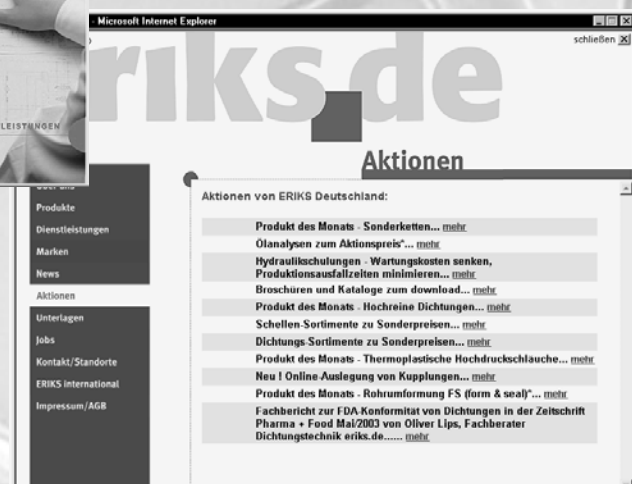 - Microsoft Internet Explorer
schließen
riks.de
LEISTUNGEN
Aktionen
Über uns
Produkte
Dienstleistungen
Marken
News
Aktionen
Unterlagen
Jobs
Kontakt/Standorte
ERIKS international
Impressum/AGB
Aktionen von ERIKS Deutschland:
Produkt des Monats - Sonderketten... mehr
Ölanalysen zum Aktionspreis"... mehr
Hydraulikschulungen - Wartungskosten senken,
Produktionsausfallzeiten minimieren... mehr
Broschüren und Kataloge zum download... mehr
Produkt des Monats - Hochreine Dichtungen... mehr
Schellen-Sortimente zu Sonderpreisen... mehr
Dichtungs-Sortimente zu Sonderpreisen... mehr
Produkt des Monats - Thermoplastische Hochdruckschläuche... mehr
Neu ! Online-Auslegung von Kupplungen... mehr
Produkt des Monats - Rohrumformung FS (form & seal)"... mehr
Fachbericht zur FDA-Konformität von Dichtungen in der Zeitschrift
Pharma + Food Mai/2003 von Oliver Lips, Fachberater
Dichtungstechnik eriks.de...... mehr